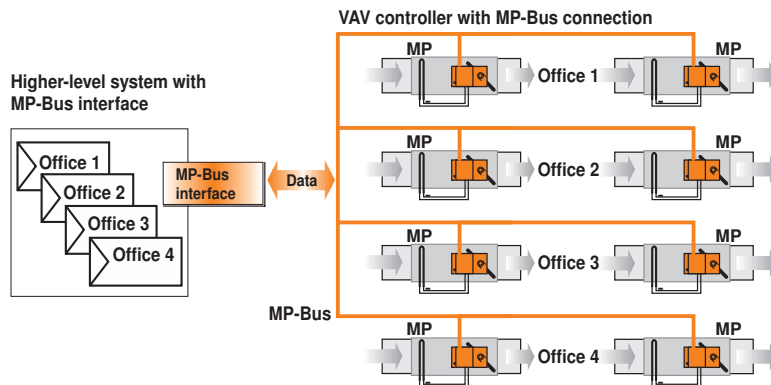 VAV controller with MP-Bus connection
Higher-level system with
MP-Bus interface
Office 1
Office 2
Office 3
Office 4
MP-Bus
interface
Data
MP-Bus
MP
Office 1
MP
MP
Office 2
MP
MP
Office 3
MP
MP
Office 4
MP